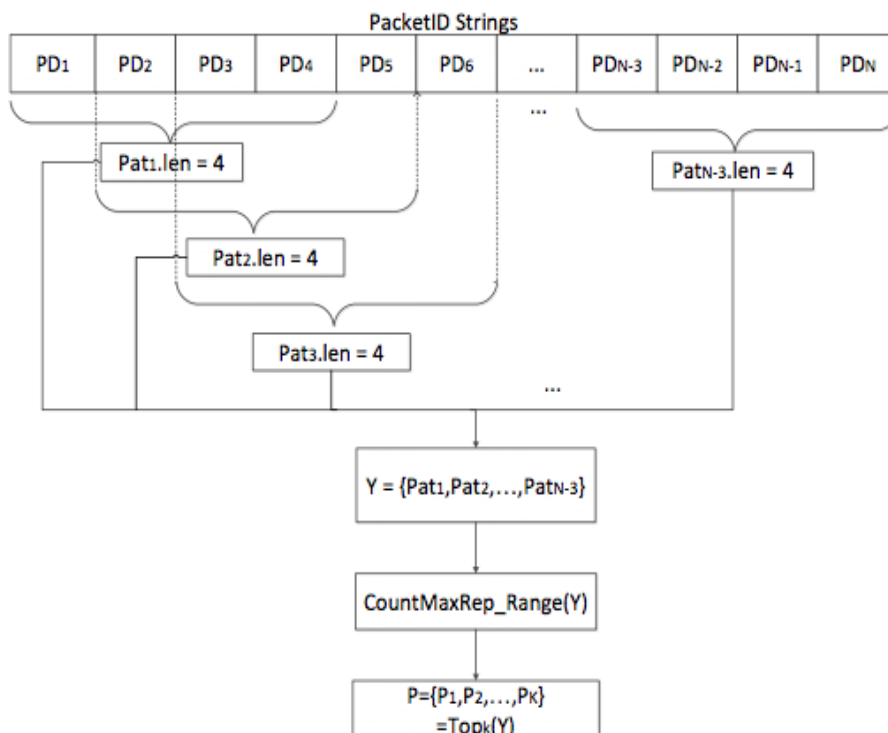 PacketID Strings
PD1 PD2 PD3 PD4 PD5 PD6 ... PDN-3 PDN-2 PDN-1 PDN
...
Pat1.len = 4
PatN-3.len = 4
Pat2.len = 4
Pat3.len = 4
...
Y = {Pat1,Pat2,...,PatN-3}
CountMaxRep_Range(Y)
P={P1,P2,...,PK}
=Topk(Y)